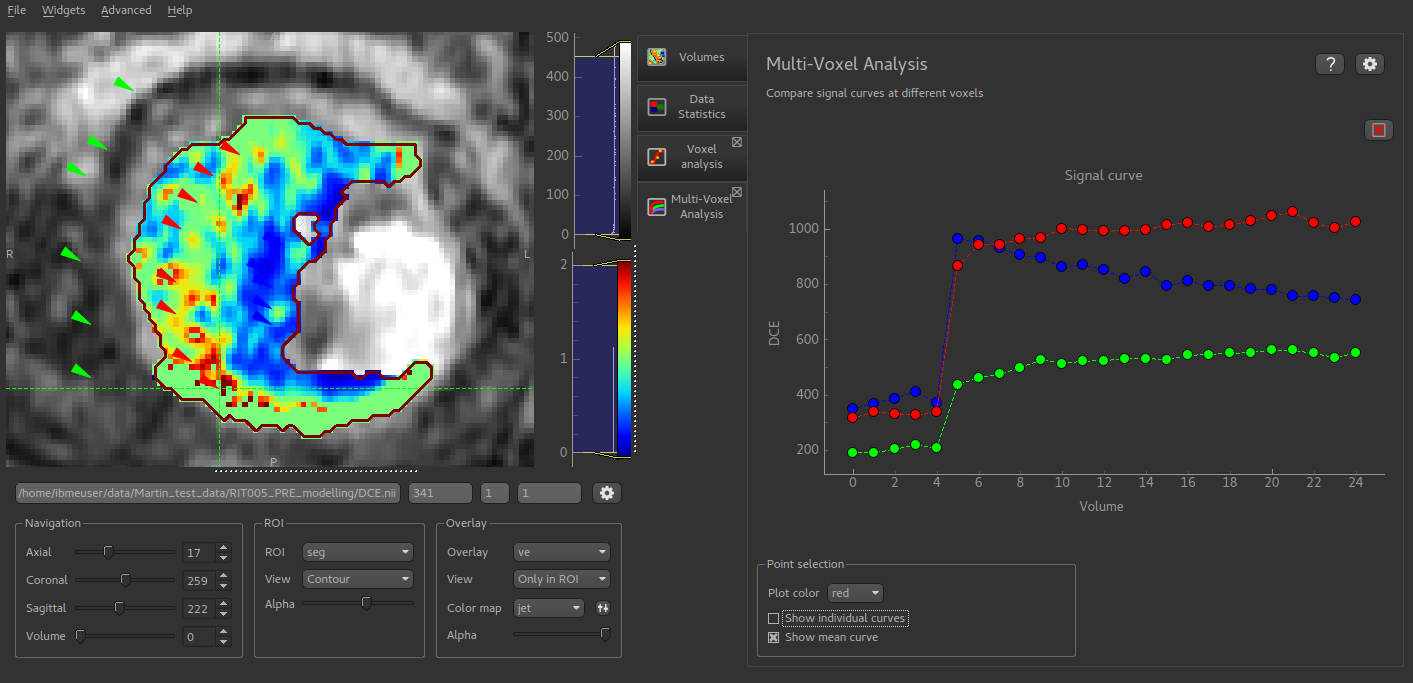 File Widgets Advanced Help
500
400
300
200
100
0
2
1
0
A
R
L
P
/home/ibmeuser/data/Martin_test_data/RIT005_PRE_modelling/DCE.nii 341 1 1
Navigation
Axial 17
Coronal 259
Sagittal 222
Volume 0
ROI
ROI seg
View Contour
Alpha
Overlay
Overlay ve
View Only in ROI
Color map jet
Alpha
Volumes
Data
Statistics
Voxel
analysis
Multi-Voxel
Analysis
Multi-Voxel Analysis
?
Compare signal curves at different voxels
Signal curve
1000
800
600
400
200
DCE
0 2 4 6 8 10 12 14 16 18 20 22 24
Volume
Point selection
Plot color red
Show individual curves
Show mean curve